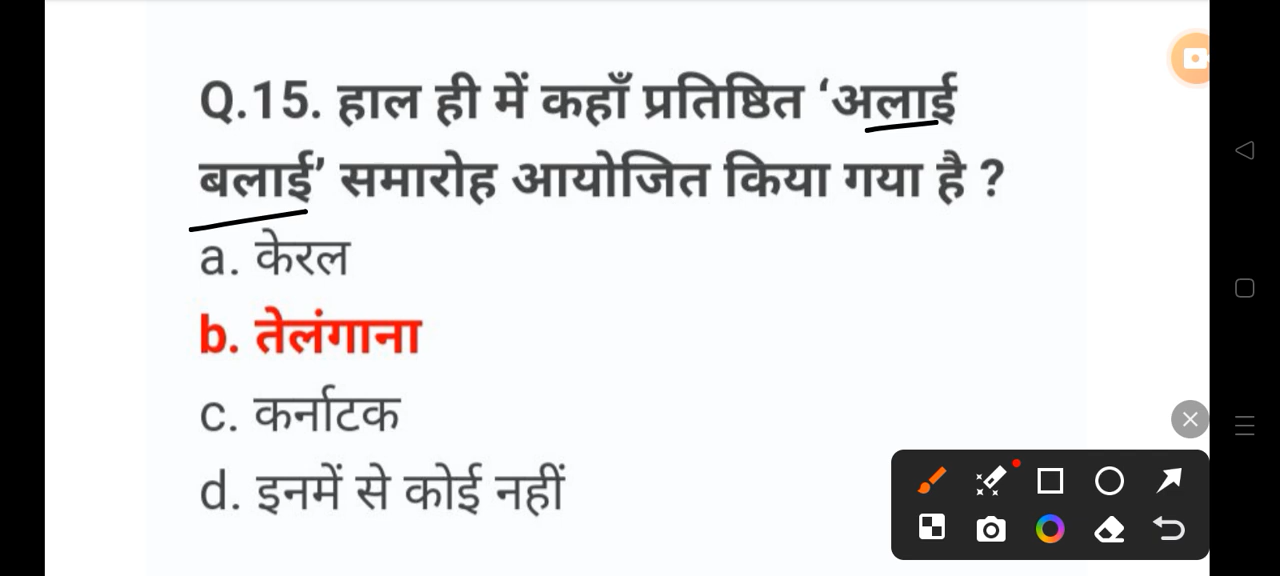 Q.15. हाल ही में कहाँ प्रतिष्ठित ‘अलाई
बलाई’ समारोह आयोजित किया गया है ?
a. केरल
b. तेलंगाना
c. कर्नाटक
d. इनमें से कोई नहीं